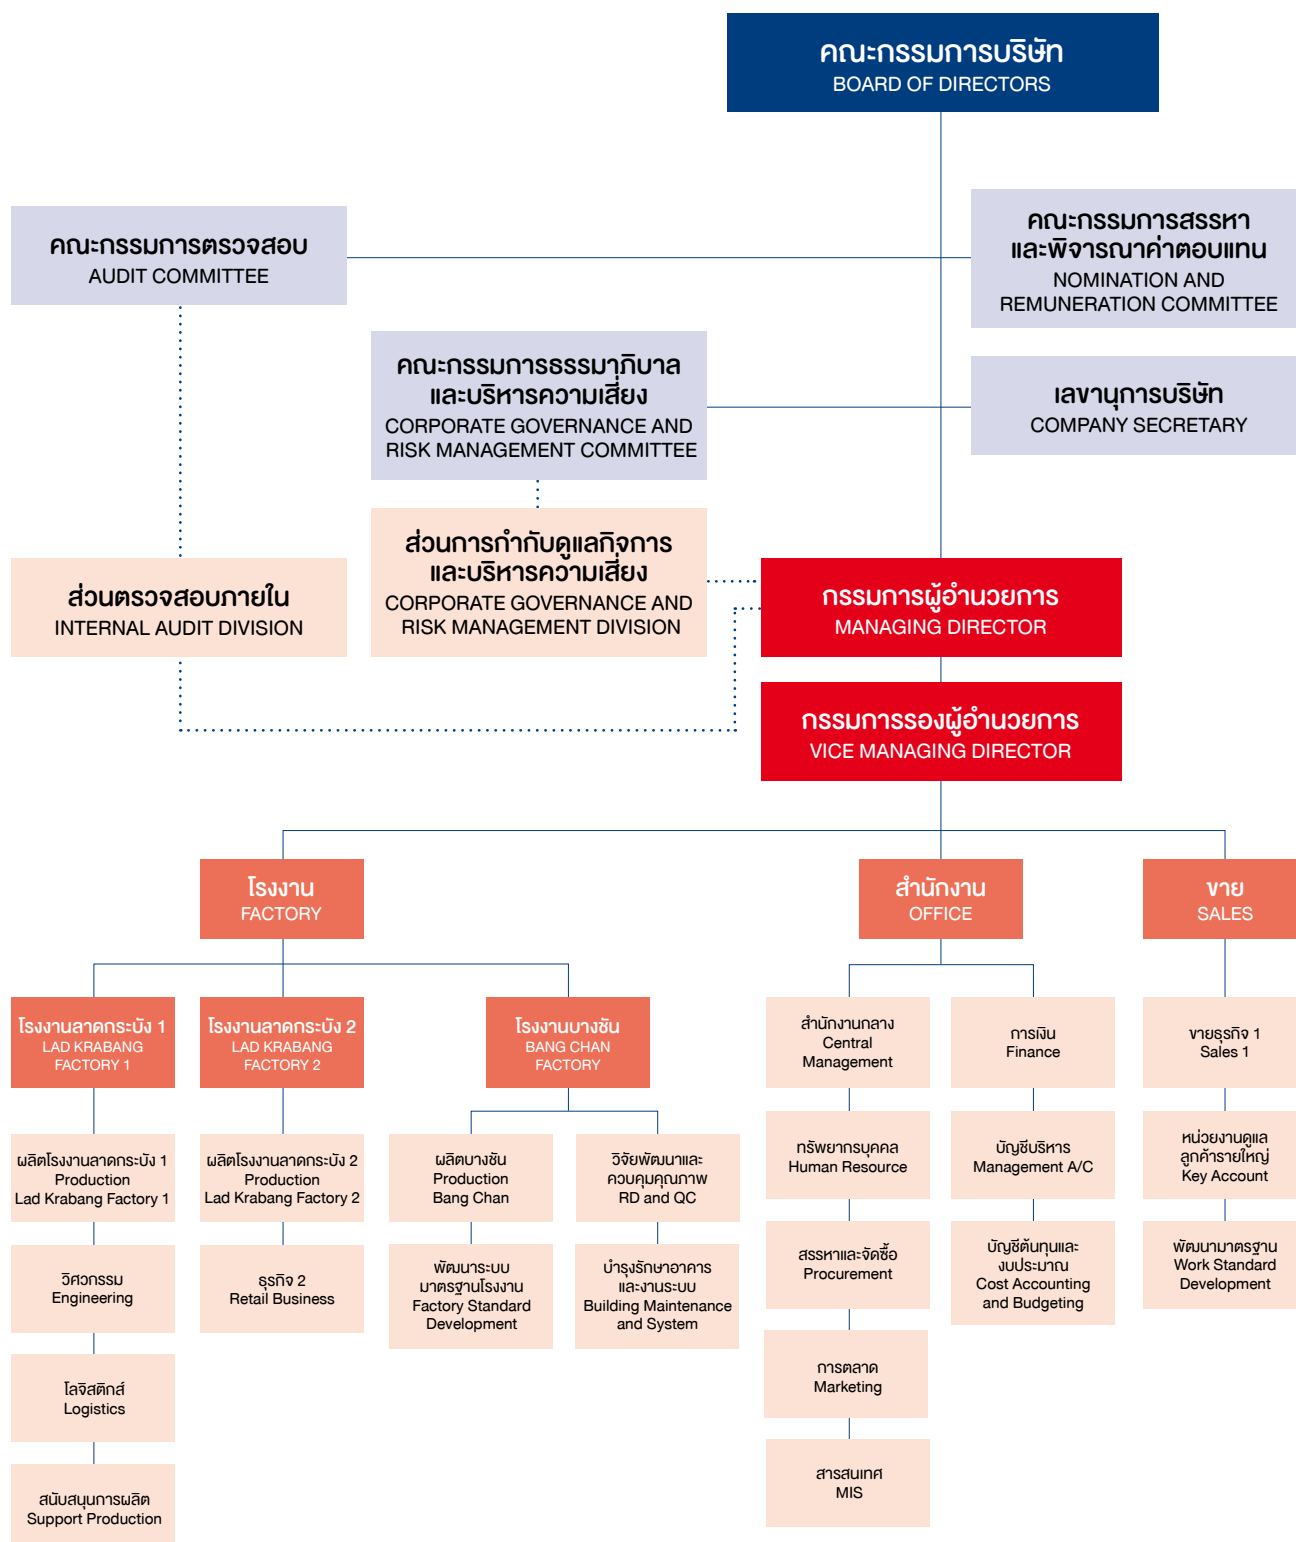 คณะกรรมการบริษัท
BOARD OF DIRECTORS
คณะกรรมการตรวจสอบ
AUDIT COMMITTEE
คณะกรรมการสรรหา
และพิจารณาค่าตอบแทน
NOMINATION AND
REMUNERATION COMMITTEE
คณะกรรมการธรรมาภิบาล
และบริหารความเสี่ยง
CORPORATE GOVERNANCE AND
RISK MANAGEMENT COMMITTEE
เลขานุการบริษัท
COMPANY SECRETARY
ส่วนตรวจสอบภายใน
INTERNAL AUDIT DIVISION
ส่วนการกำกับดูแลกิจการ
และบริหารความเสี่ยง
CORPORATE GOVERNANCE AND
RISK MANAGEMENT DIVISION
กรรมการผู้อำนวยการ
MANAGING DIRECTOR
กรรมการรองผู้อำนวยการ
VICE MANAGING DIRECTOR
โรงงาน
FACTORY
สำนักงาน
OFFICE
ขาย
SALES
โรงงานลาดกระบัง 1
LAD KRABANG
FACTORY 1
โรงงานลาดกระบัง 2
LAD KRABANG
FACTORY 2
โรงงานบางชัน
BANG CHAN
FACTORY
สำนักงานกลาง
Central
Management
การเงิน
Finance
ขายธุรกิจ 1
Sales 1
ผลิตโรงงานลาดกระบัง 1
Production
Lad Krabang Factory 1
ผลิตโรงงานลาดกระบัง 2
Production
Lad Krabang Factory 2
ผลิตบางชัน
Production
Bang Chan
วิจัยพัฒนาและ
ควบคุมคุณภาพ
RD and QC
ทรัพยากรบุคคล
Human Resource
บัญชีบริหาร
Management A/C
หน่วยงานดูแล
ลูกค้ารายใหญ่
Key Account
วิศวกรรม
Engineering
ธุรกิจ 2
Retail Business
พัฒนาระบบ
มาตรฐานโรงงาน
Factory Standard
Development
บำรุงรักษาอาคาร
และงานระบบ
Building Maintenance
and System
สรรหาและจัดซื้อ
Procurement
บัญชีต้นทุนและ
งบประมาณ
Cost Accounting
and Budgeting
พัฒนามาตรฐาน
Work Standard
Development
โลจิสติกส์
Logistics
การตลาด
Marketing
สนับสนุนการผลิต
Support Production
สารสนเทศ
MIS